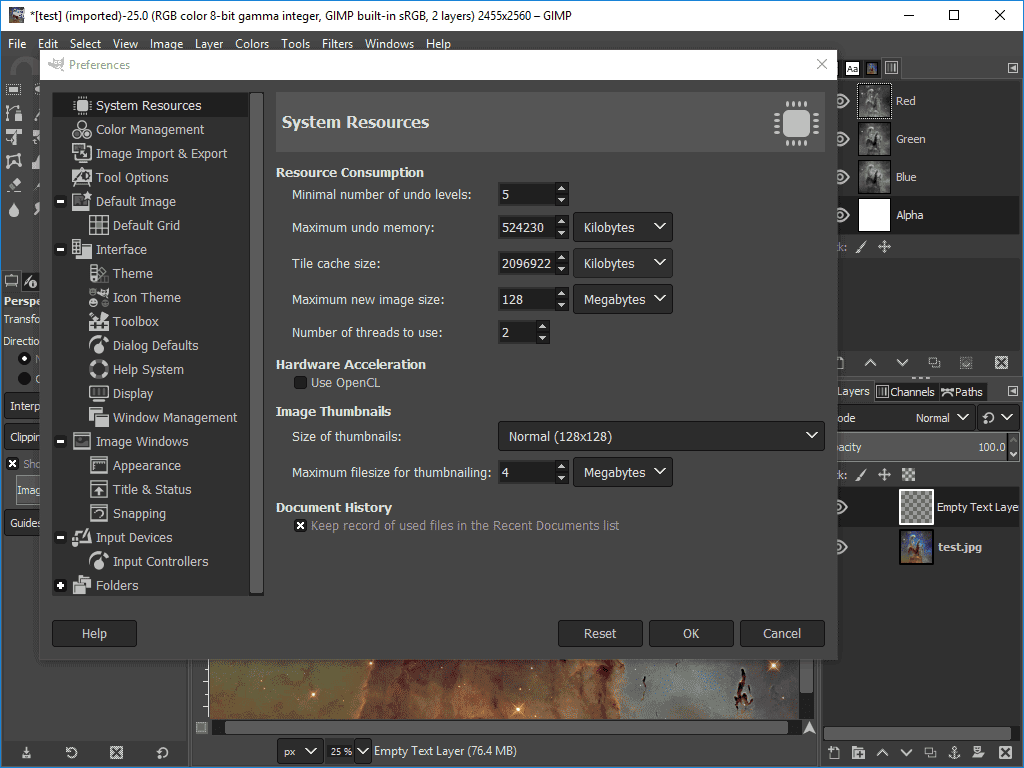 *[test] (imported)-25.0 (RGB color 8-bit gamma integer, GIMP built-in sRGB, 2 layers) 2455x2560 – GIMP
File Edit Select View Image Layer Colors Tools Filters Windows Help
Preferences
Aa
System Resources
Color Management
Image Import & Export
Tool Options
Default Image
Default Grid
Interface
Theme
Icon Theme
Toolbox
Dialog Defaults
Help System
Display
Window Management
Image Windows
Appearance
Title & Status
Snapping
Input Devices
Input Controllers
Folders
System Resources
Resource Consumption
Minimal number of undo levels: 5
Maximum undo memory: 524230 Kilobytes
Tile cache size: 2096922 Kilobytes
Maximum new image size: 128 Megabytes
Number of threads to use: 2
Hardware Acceleration
Use OpenCL
Image Thumbnails
Size of thumbnails: Normal (128x128)
Maximum filesize for thumbnailing: 4 Megabytes
Document History
Keep record of used files in the Recent Documents list
Help Reset OK Cancel
Red
Green
Blue
Alpha
k:
Perspe
Transfo
Directio
Interp
Clippin
Sho
Imag
Guides
ayers Channels Paths
ode Normal
pacity 100.0
k:
Empty Text Laye
test.jpg
px 25 % Empty Text Layer (76.4 MB)